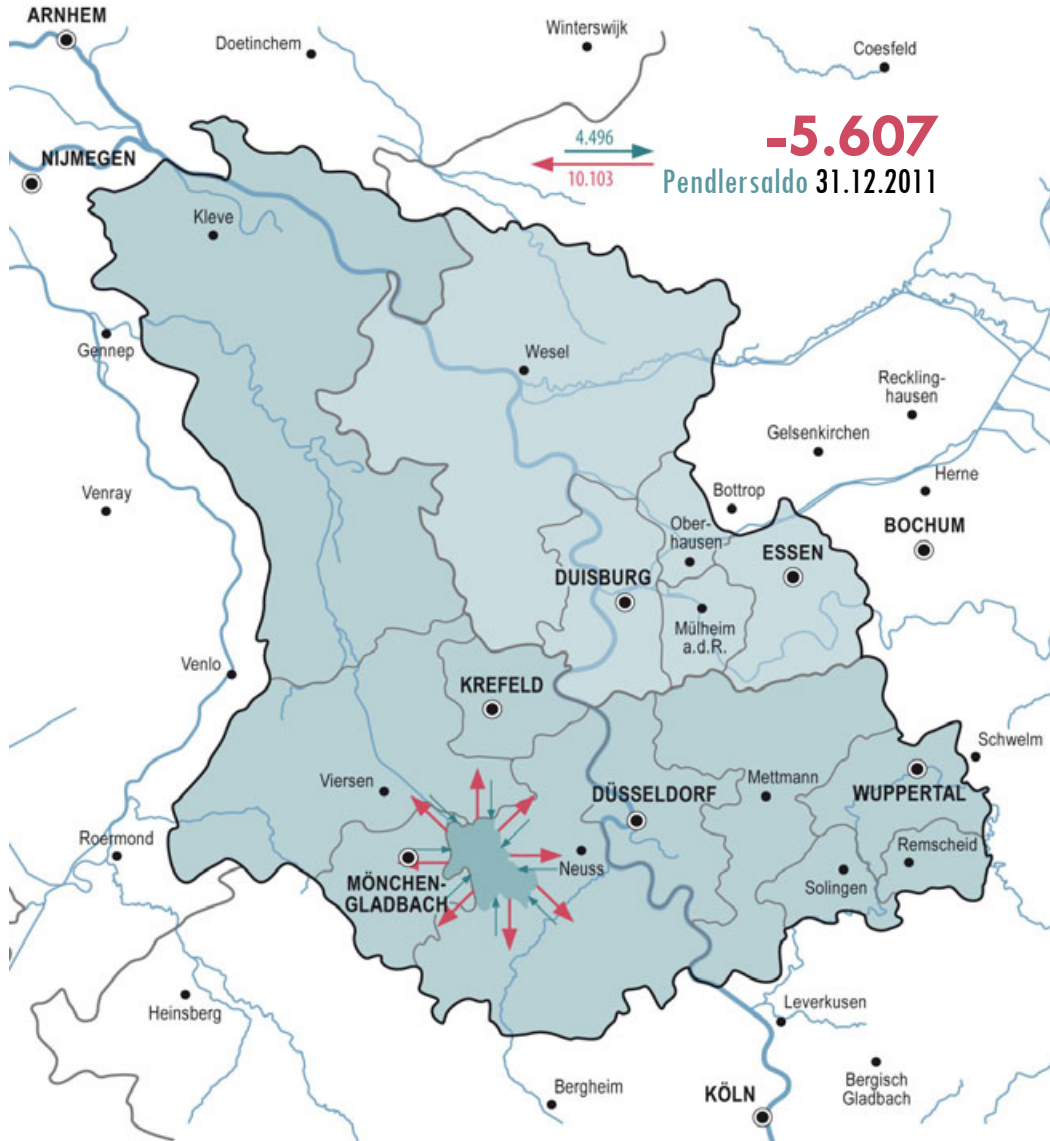 ARNHEM
Doetinchem
Winterswijk
Coesfeld
4.496
10.103
-5.607
Pendlersaldo 31.12.2011
NIJMEGEN
Kleve
Gennep
Wesel
Reckling-
hausen
Gelsenkirchen
Herne
Venray
Bottrop
BOCHUM
Ober-
hausen
ESSEN
DUISBURG
Mülheim
a.d.R.
Venlo
KREFELD
Schwelm
Viersen
Mettmann
DÜSSELDORF
WUPPERTAL
Roermond
Neuss
Remscheid
Solingen
MÖNCHEN-
GLADBACH
Heinsberg
Leverkusen
Bergheim
KÖLN
Bergisch
Gladbach